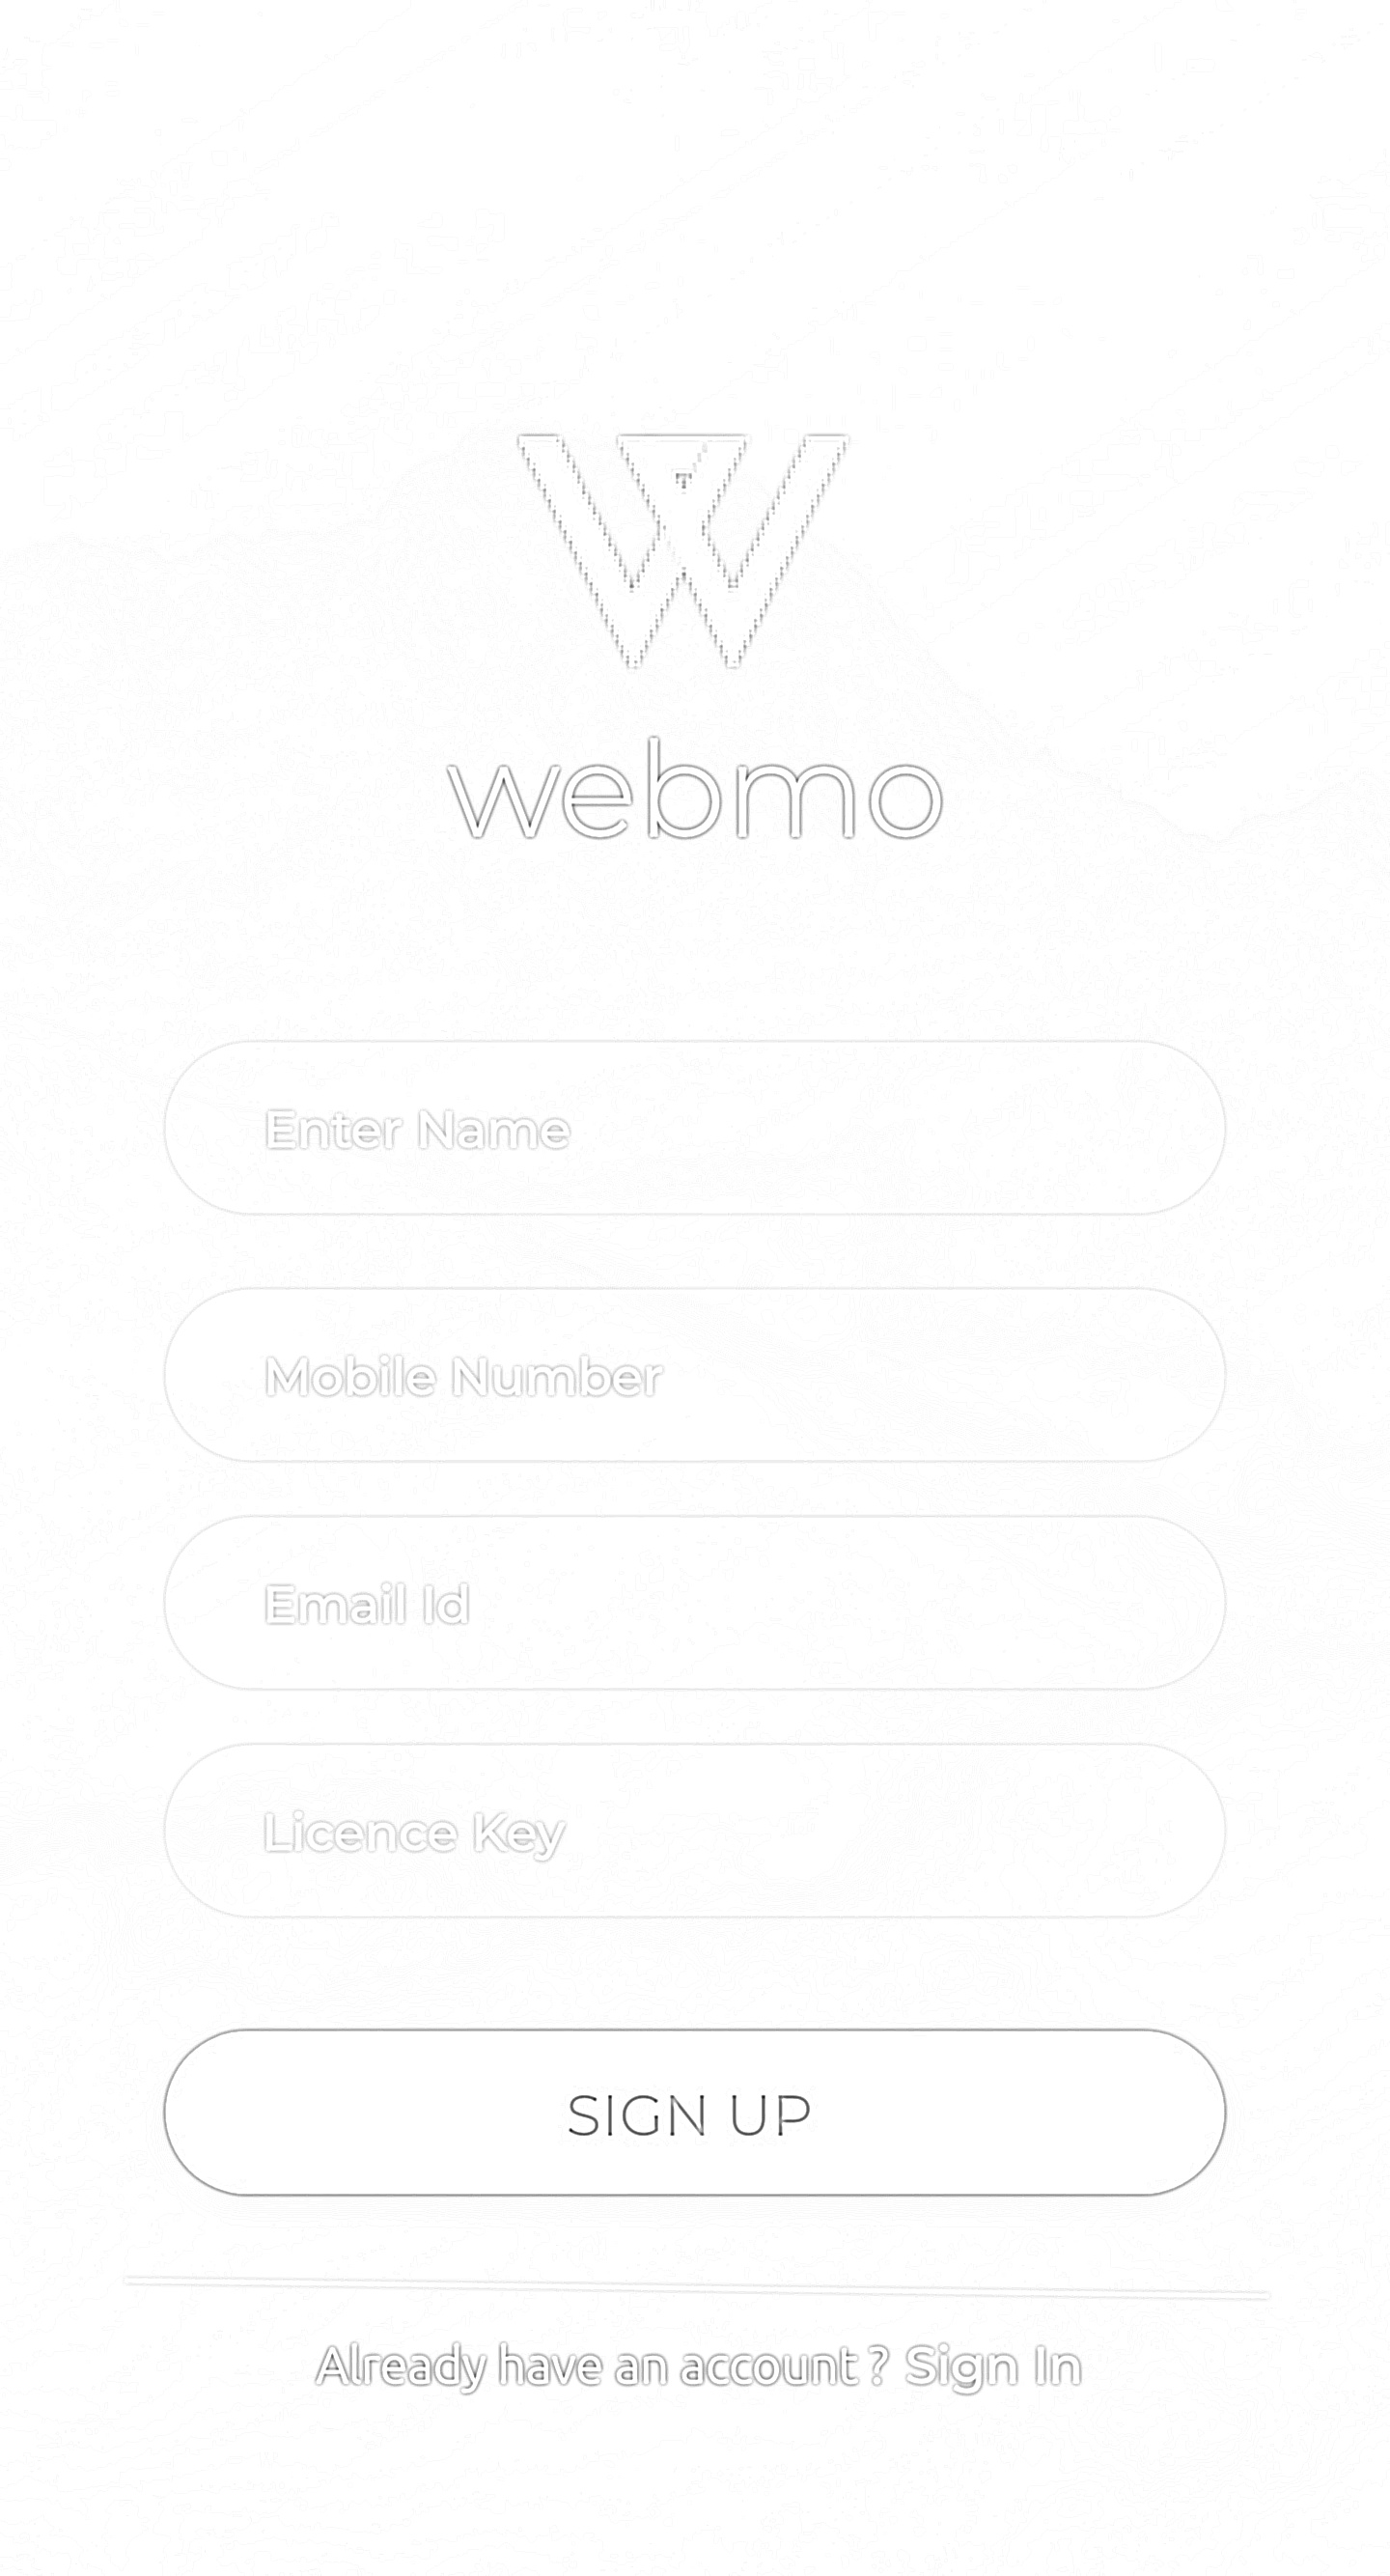 webmo
Enter Name
Mobile Number
Email Id
Licence Key
SIGN UP
Already have an account ? Sign In